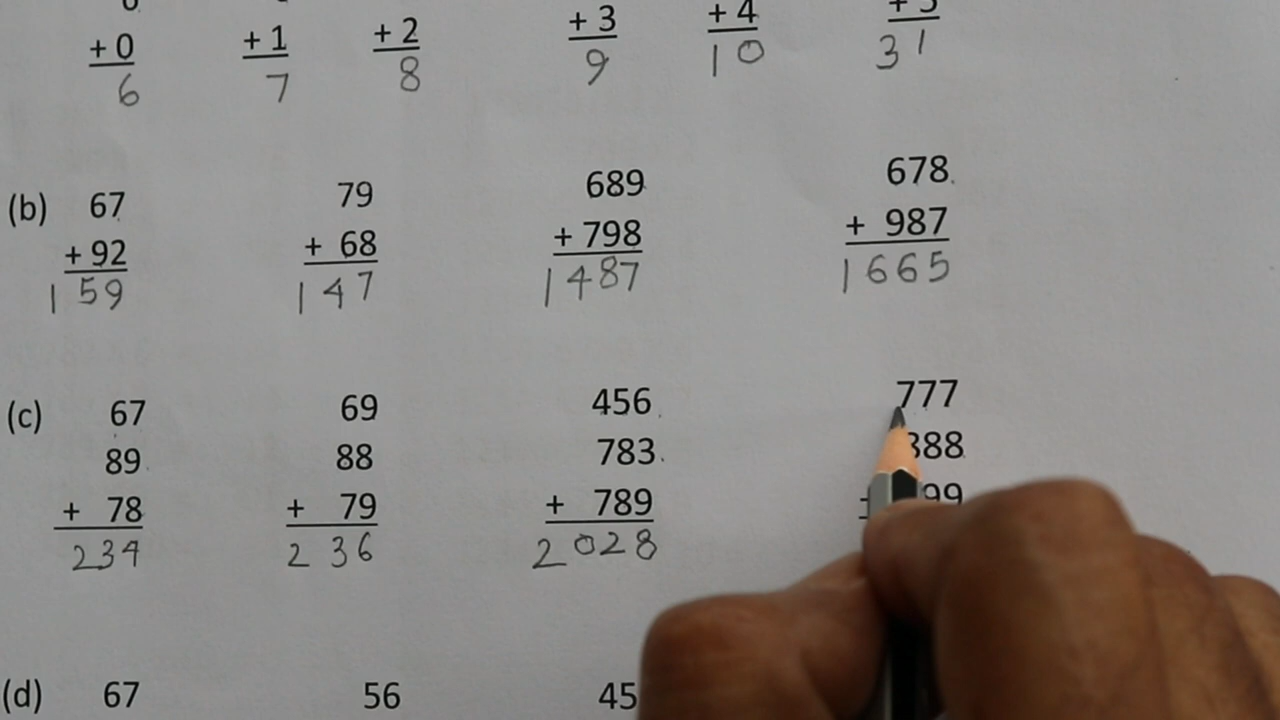 + 0 + 1 + 2 + 3 + 4
6 7 8 9 10 31
(b) 67 79 689 678
+ 92 + 68 + 798 + 987
159 147 1487 1665
(c) 67 69 456 777
89 88 783 888
+ 78 + 79 + 789 99
234 236 2028
(d) 67 56 45